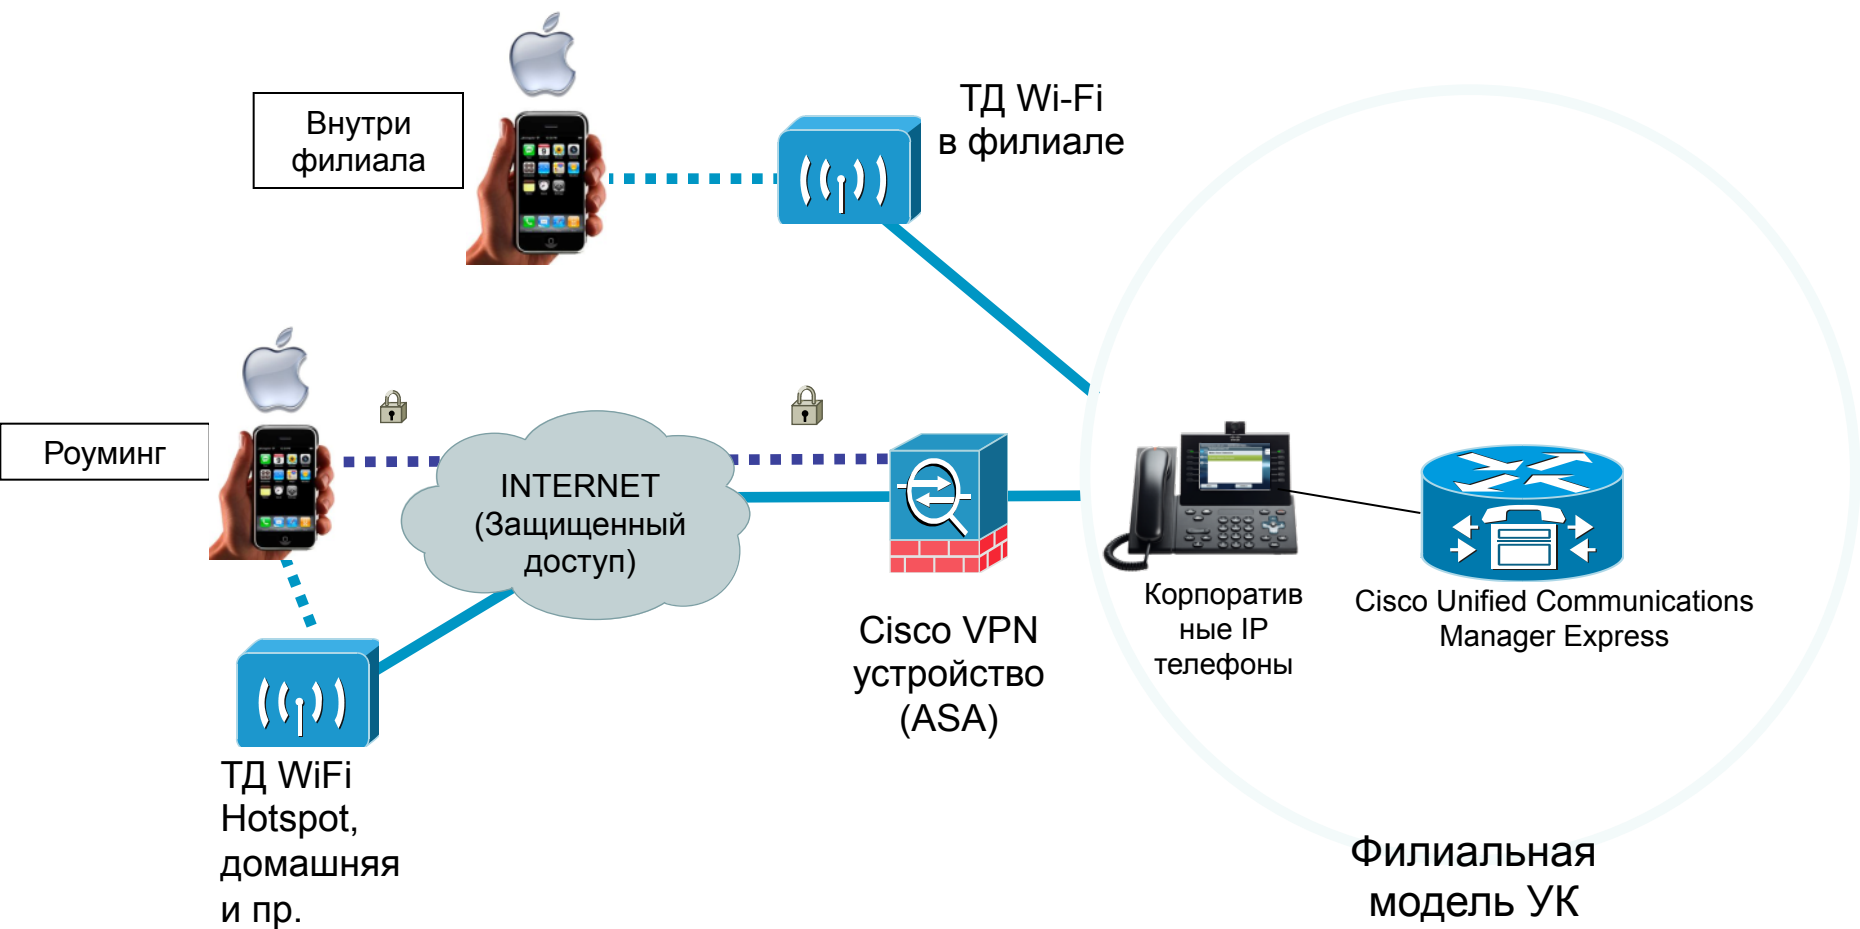 Внутри
филиала
ТД Wi-Fi
в филиале
Роуминг
INTERNET
(Защищенный
доступ)
Cisco VPN
устройство
(ASA)
Корпоратив
ные IP
телефоны
Cisco Unified Communications
Manager Express
ТД WiFi
Hotspot,
домашняя
и пр.
Филиальная
модель УК